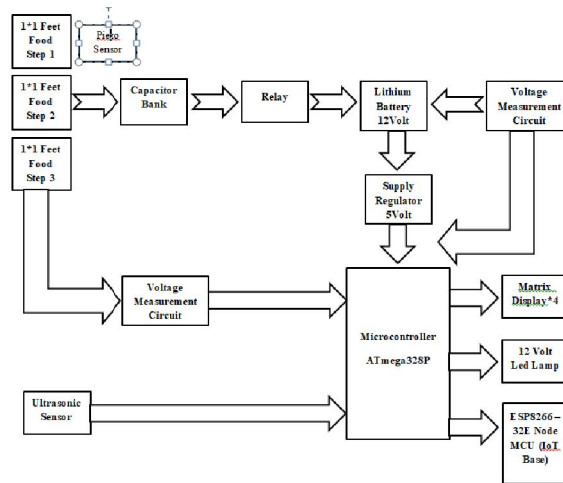 1*1 Feet
Food
Step 1
Piezo
Sensor
1*1 Feet
Food
Step 2
Capacitor
Bank
Relay
Lithium
Battery
12Volt
Voltage
Measurement
Circuit
1*1 Feet
Food
Step 3
Supply
Regulator
5Volt
Voltage
Measurement
Circuit
Microcontroller
ATmega328P
Matrix
Display*4
12 Volt
Led Lamp
Ultrasonic
Sensor
ESP8266–
32E Node
MCU (IoT
Base)